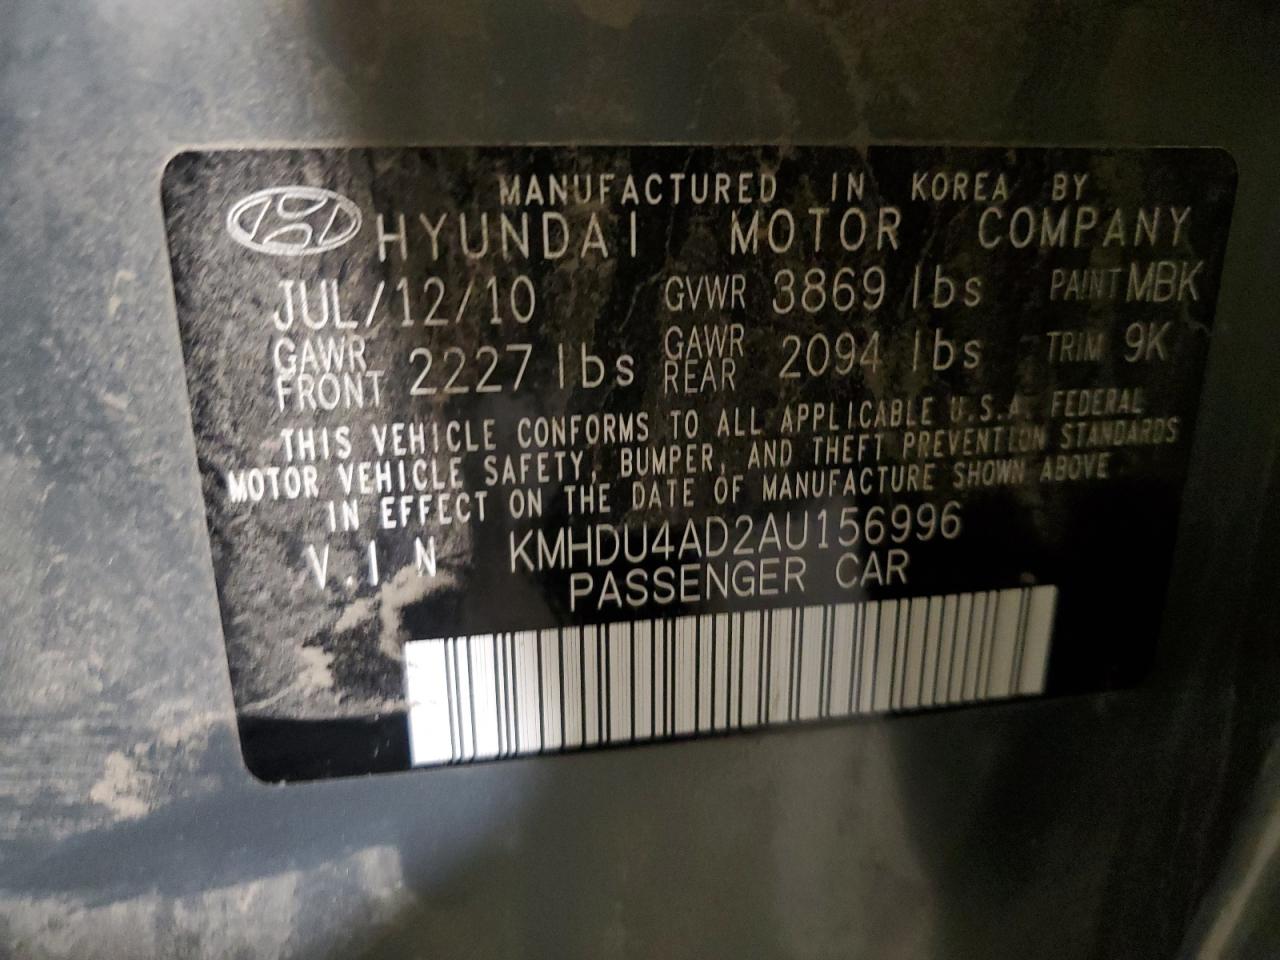 MANUFACTURED IN KOREA BY
HYUNDAI MOTOR COMPANY
JUL/12/10 GVWR 3869 lbs PAINT MBK
GAWR FRONT 2227 lbs GAWR REAR 2094 lbs TRIM 9K
THIS VEHICLE CONFORMS TO ALL APPLICABLE U.S.A. FEDERAL
MOTOR VEHICLE SAFETY, BUMPER, AND THEFT PREVENTION STANDARDS
IN EFFECT ON THE DATE OF MANUFACTURE SHOWN ABOVE
V.I N KMHDU4AD2AU156996
PASSENGER CAR